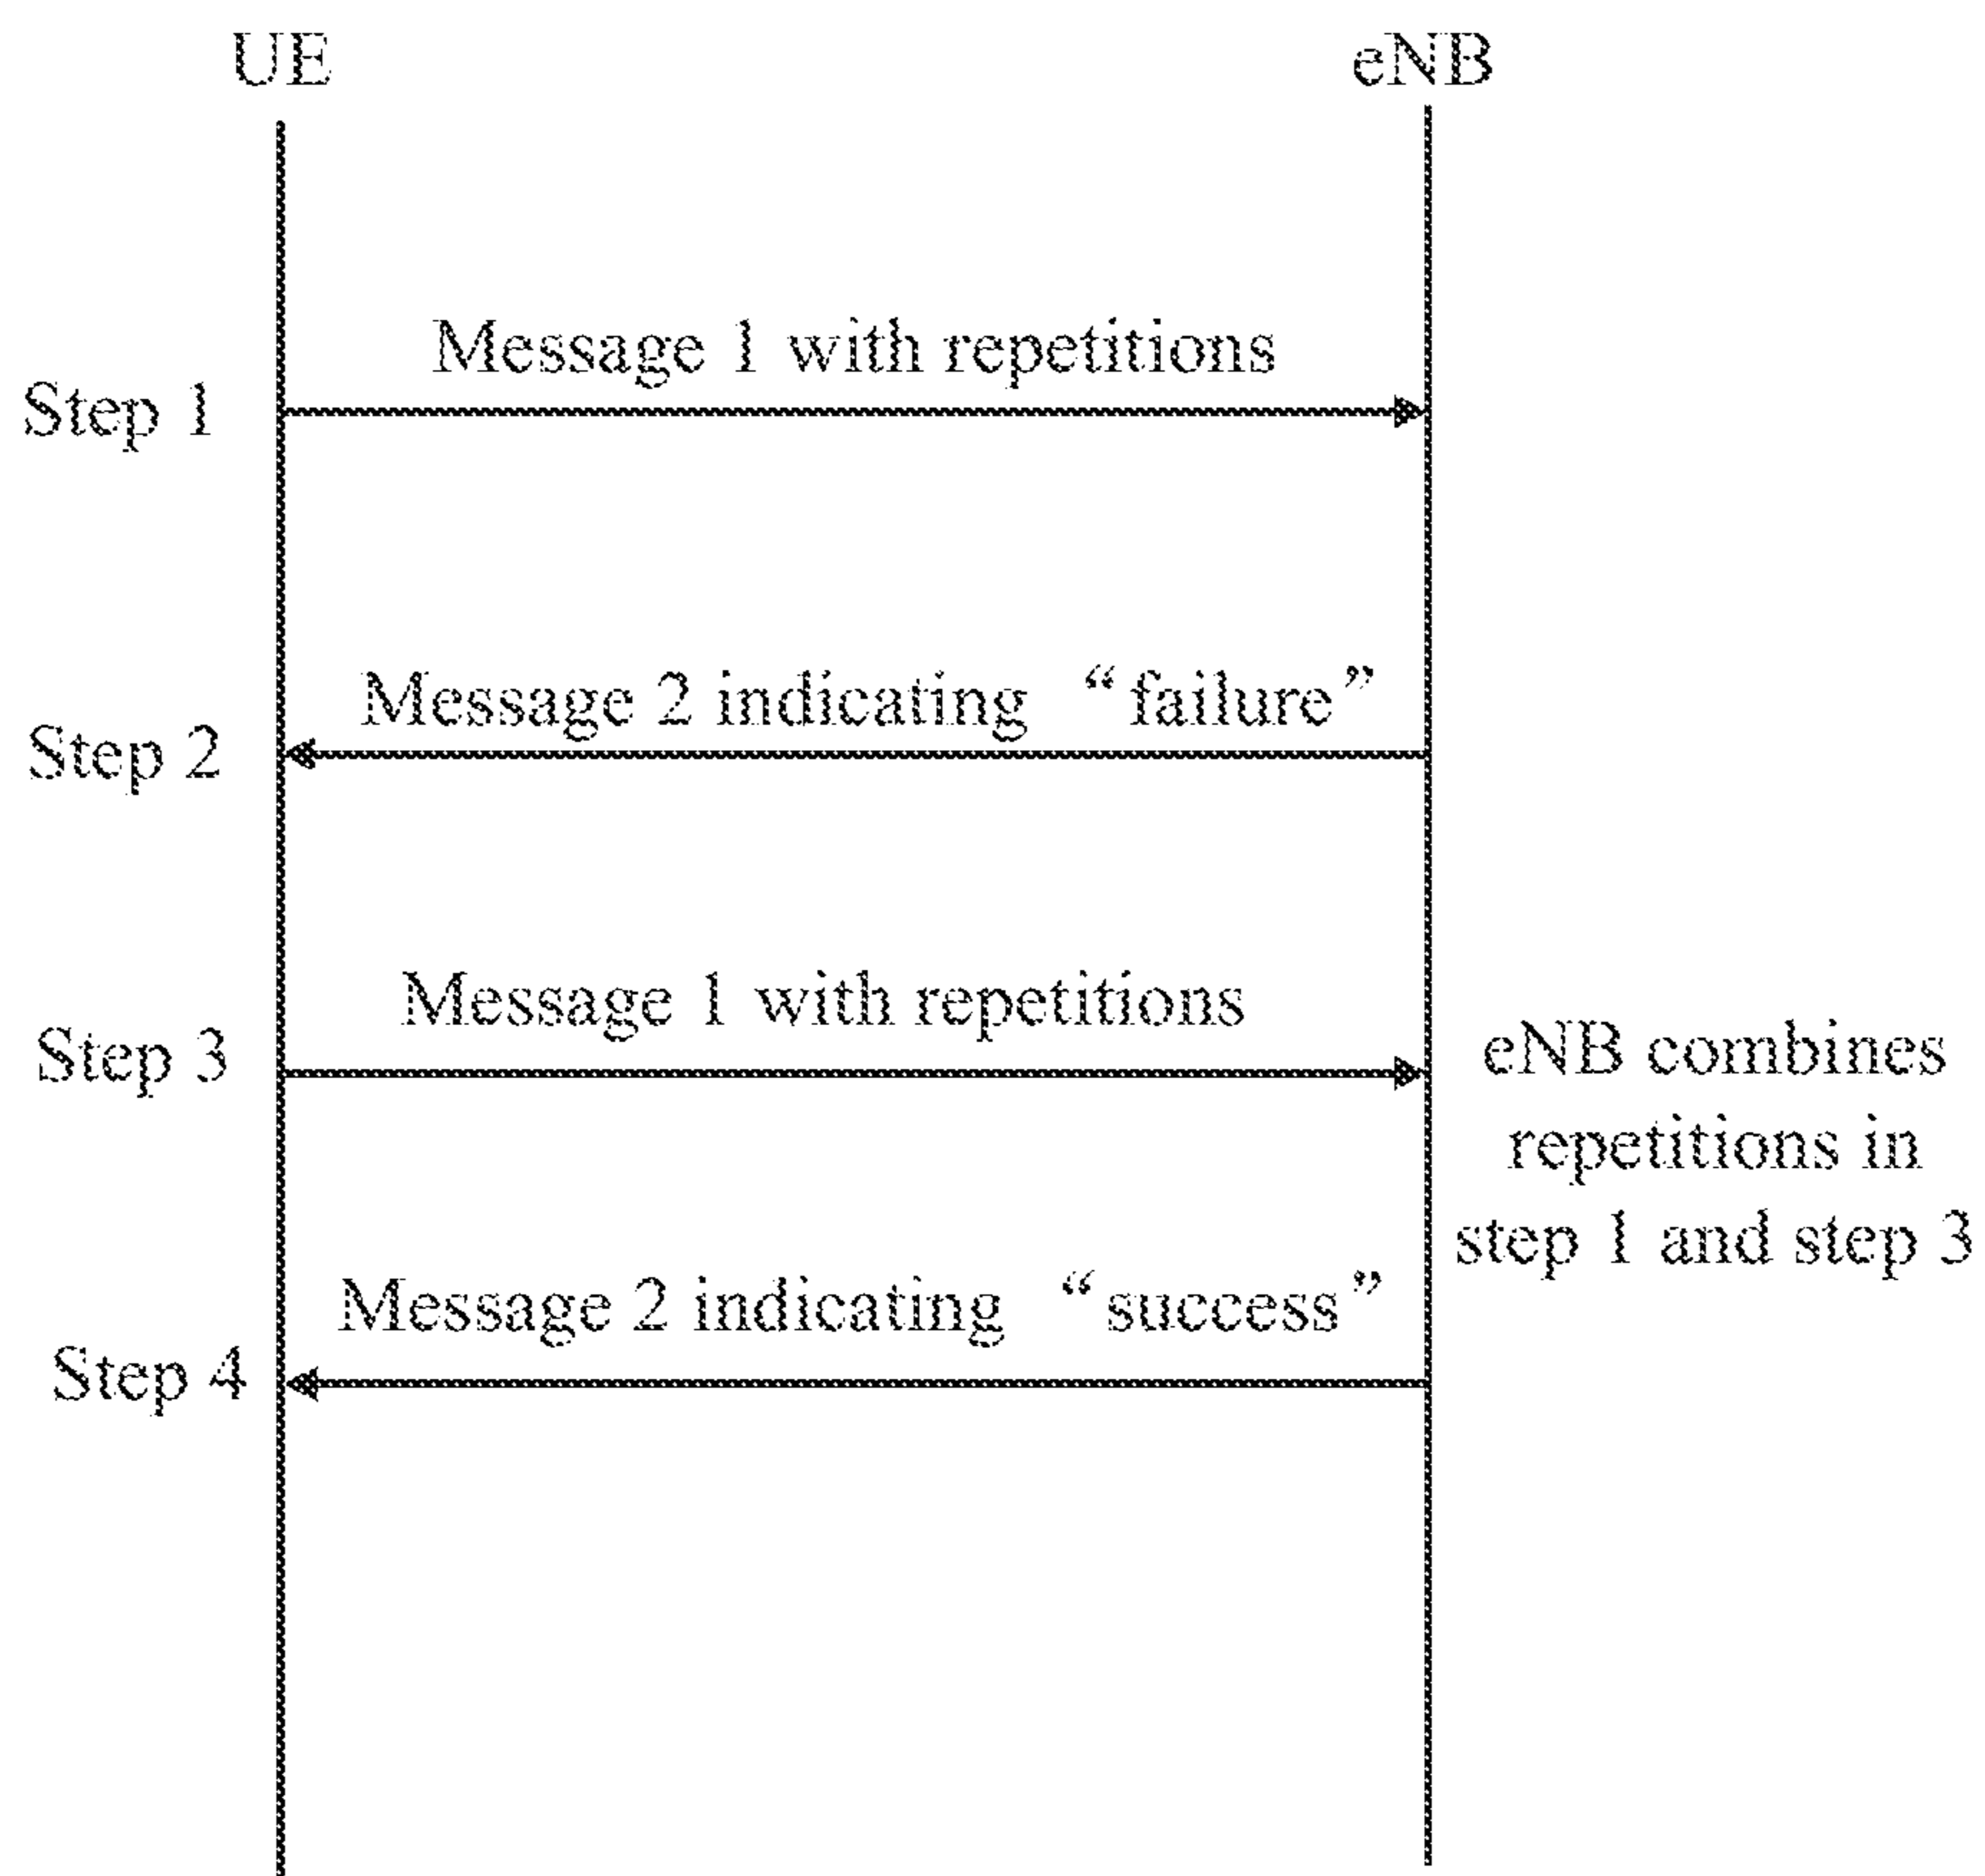 UE
eNB
Message 1 with repetitions
Step 1
Message 2 indicating “failure”
Step 2
Message 1 with repetitions
Step 3
eNB combines
repetitions in
step 1 and step 3
Message 2 indicating “success”
Step 4